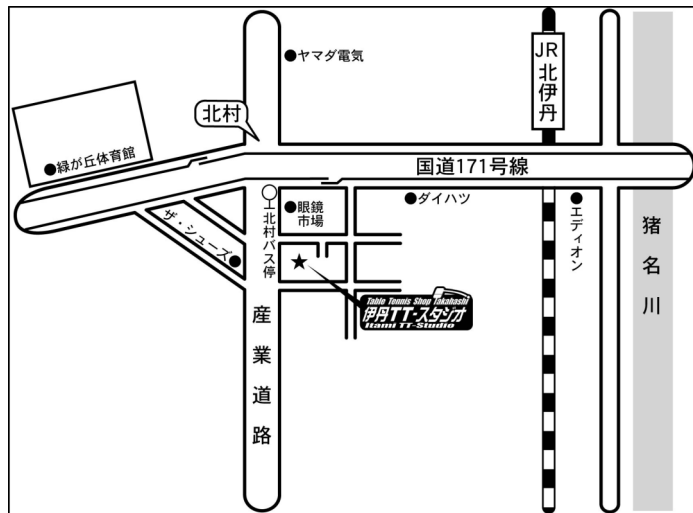 ヤマダ電気
JR
北伊丹
北村
緑が丘体育館
国道171号線
眼鏡
市場
ダイハツ
北村バス停
ザ・シューズ
エディオン
猪名川
Table Tennis Shop Takahashi
伊丹TT-スタジオ
Itami TT-Studio
産業道路